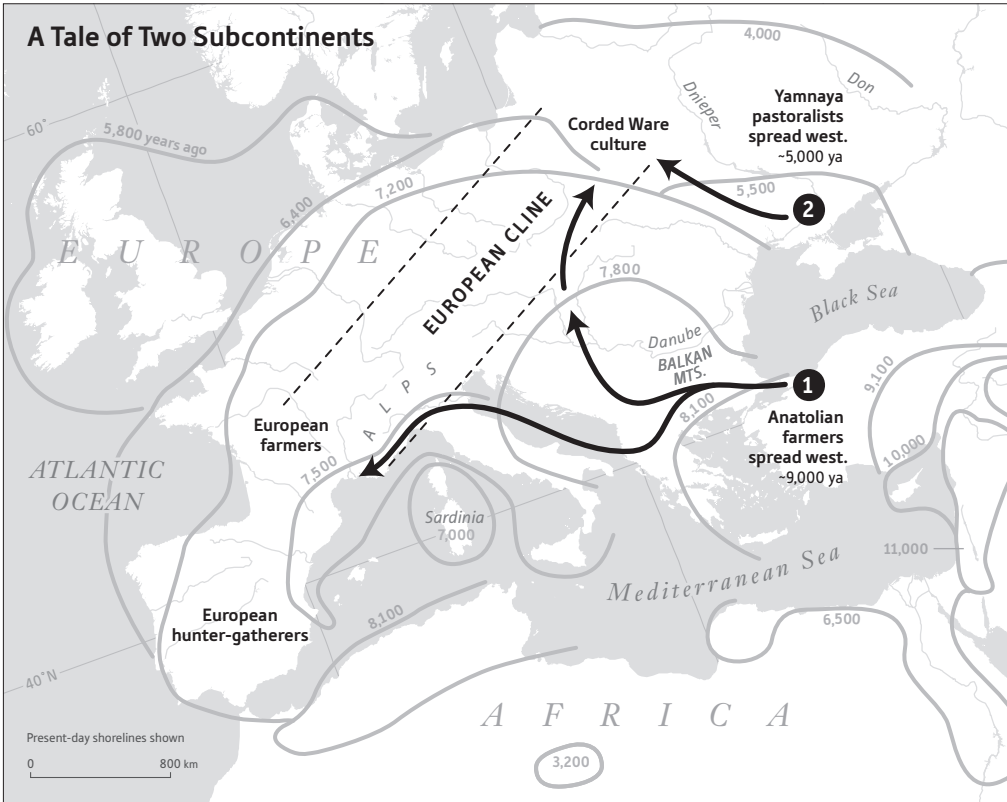 A Tale of Two Subcontinents
4,000
Don
Dnieper
Yamnaya
pastoralists
spread west.
~5,000 ya
Corded Ware
culture
60°
5,800 years ago
7,200
6,400
5,500
2
EUROPE
EUROPEAN CLINE
7,800
Black Sea
Danube
BALKAN
MTS.
1
ALPS
9,100
8,100
Anatolian
farmers
spread west.
~9,000 ya
European
farmers
10,000
7,500
ATLANTIC
OCEAN
Sardinia
7,000
11,000
Mediterranean Sea
European
hunter-gatherers
8,100
6,500
40°N
AFRICA
Present-day shorelines shown
0 800 km
3,200